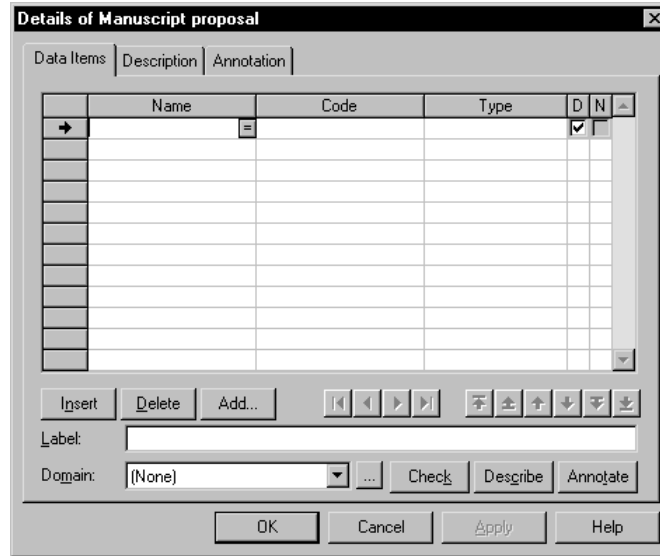 Details of Manuscript proposal
Data Items Description Annotation
Name Code Type D N
=
Insert Delete Add...
Label:
Domain: (None) ... Check Describe Annotate
OK Cancel Apply Help